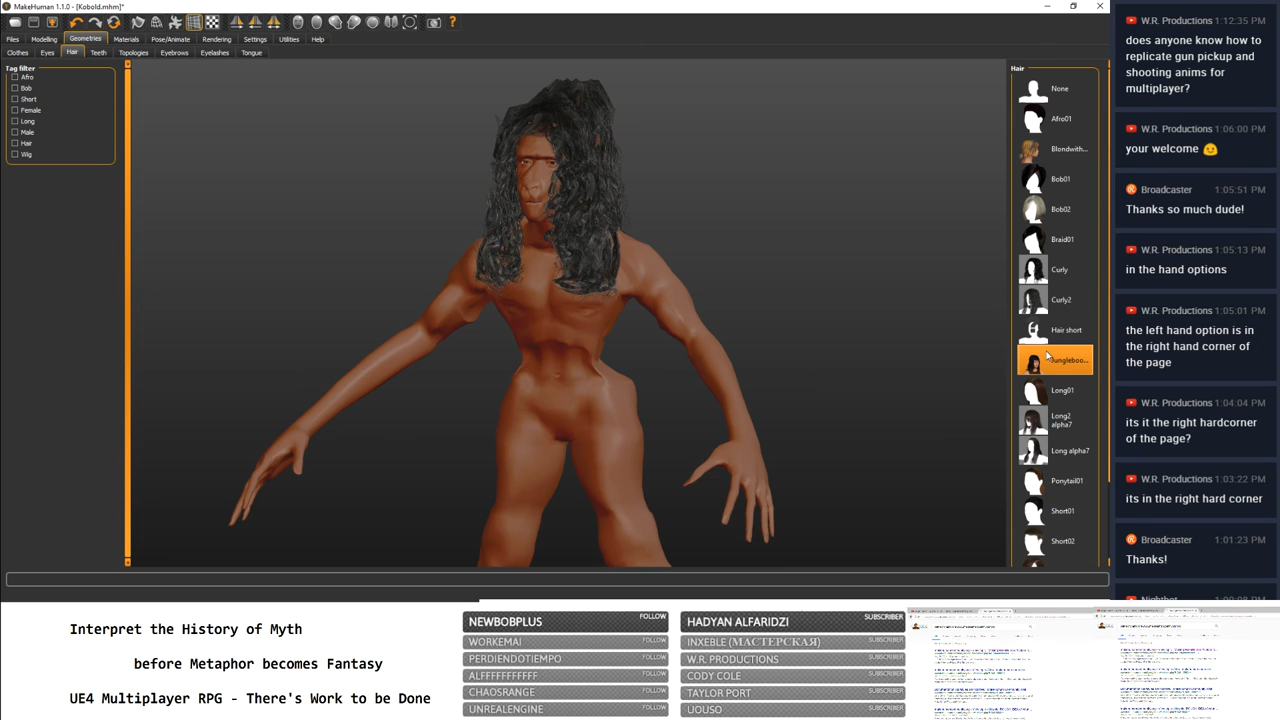 MakeHuman 1.1.0 - [Kobold.mhm]*
Files
Modelling
Geometries
Materials
Pose/Animate
Rendering
Settings
Utilities
Help
Clothes
Eyes
Hair
Teeth
Topologies
Eyebrows
Eyelashes
Tongue
Tag filter
Afro
Bob
Short
Female
Long
Male
Hair
Wig
Hair
None
Afro01
Blondwith...
Bob01
Bob02
Braid01
Curly
Curly2
Hair short
Jungleboo...
Long01
Long2
alpha7
Long alpha7
Ponytail01
Short01
Short02
W.R. Productions 1:12:35 PM
does anyone know how to
replicate gun pickup and
shooting anims for
multiplayer?
W.R. Productions 1:06:00 PM
your welcome 🙂
Broadcaster 1:05:51 PM
Thanks so much dude!
W.R. Productions 1:05:13 PM
in the hand options
W.R. Productions 1:05:01 PM
the left hand option is in
the right hand corner of
the page
W.R. Productions 1:04:04 PM
its it the right hardcorner
of the page?
W.R. Productions 1:03:22 PM
its in the right hard corner
Broadcaster 1:01:23 PM
Thanks!
Interpret the History of Myth
before Metaphor Defines Fantasy
UE4 Multiplayer RPG - There's Work to be Done
NEWBOPPLUS FOLLOW
WORKEMAI FOLLOW
PERDIENDOTIEMPO FOLLOW
ALFFFFFFFFFF FOLLOW
CHAOSRANGE FOLLOW
UNREALENGINE FOLLOW
HADYAN ALFARIDZI SUBSCRIBER
INXEBLE (МАСТЕРСКАЯ) SUBSCRIBER
W.R. PRODUCTIONS SUBSCRIBER
CODY COLE SUBSCRIBER
TAYLOR PORT SUBSCRIBER
UOUSO SUBSCRIBER